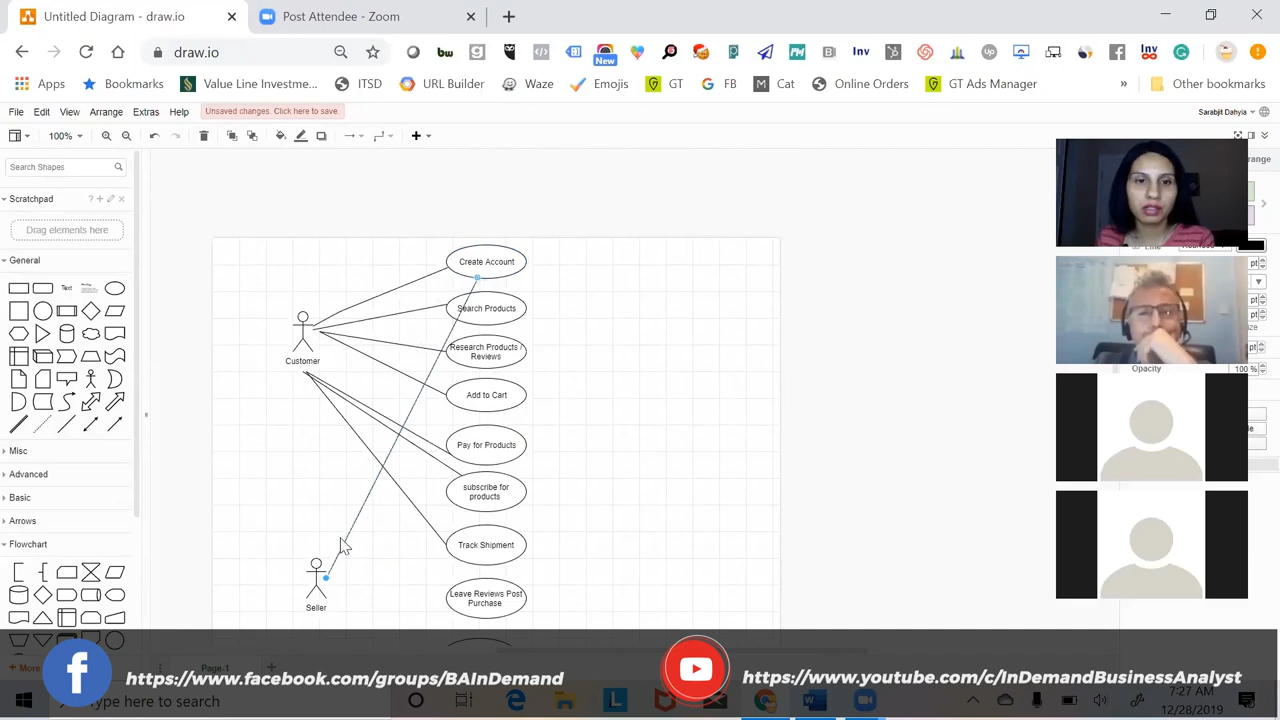 Untitled Diagram - draw.io
Post Attendee - Zoom
draw.io
New
Apps
Bookmarks
Value Line Investme...
ITSD
URL Builder
Waze
Emojis
GT
FB
Cat
Online Orders
GT Ads Manager
»
Other bookmarks
File Edit View Arrange Extras Help
Unsaved changes. Click here to save.
Sarabjit Dahyia
100%
Search Shapes
Scratchpad
Drag elements here
General
Text
Misc
Advanced
Basic
Arrows
Flowchart
Create Account
Search Products
Research Products /
Reviews
Add to Cart
Pay for Products
subscribe for
products
Track Shipment
Leave Reviews Post
Purchase
Customer
Seller
Opacity
100 %
Page-1
https://www.facebook.com/groups/BAInDemand
https://www.youtube.com/c/InDemandBusinessAnalyst
Type here to search
7:27 AM
12/28/2019